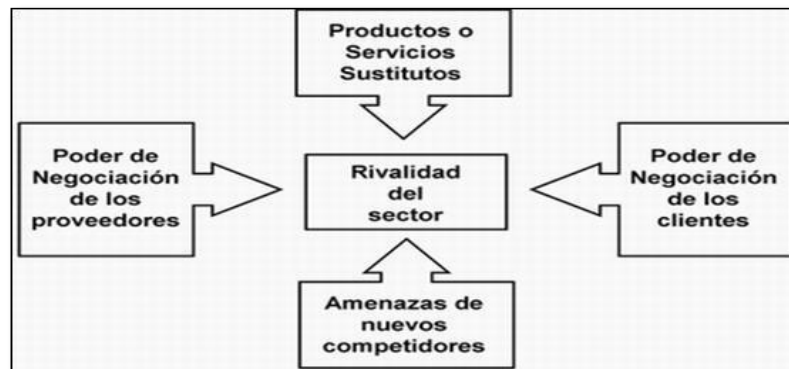 Productos o
Servicios
Sustitutos
Poder de
Negociación
de los
proveedores
Rivalidad
del
sector
Poder de
Negociación
de los
clientes
Amenazas de
nuevos
competidores